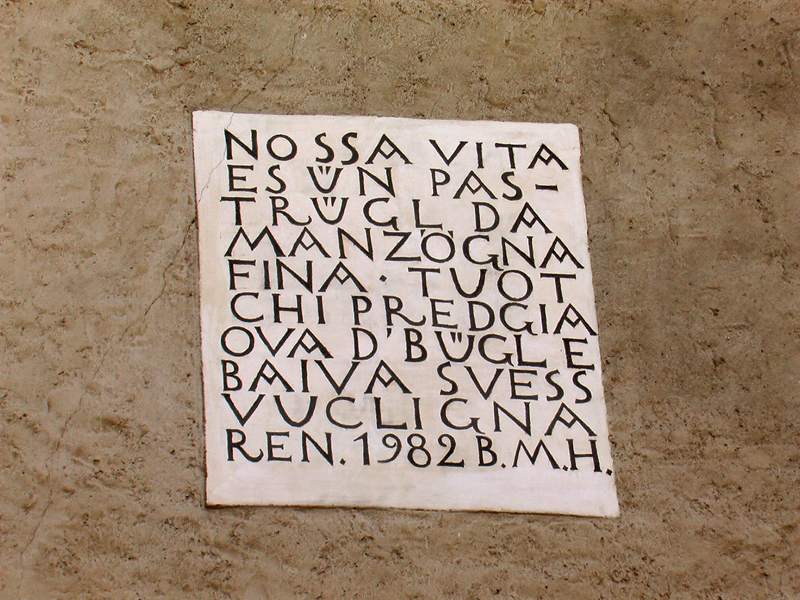 NOSSA VITA
ES ÜN PAS-
TRÜGL DA
MANZÖGNA
FINA · TUOT
CHI PREDGIA
OVA D'BÜGL E
BAIVA SVESS
VUCLIGNA
REN. 1982 B.M.H.